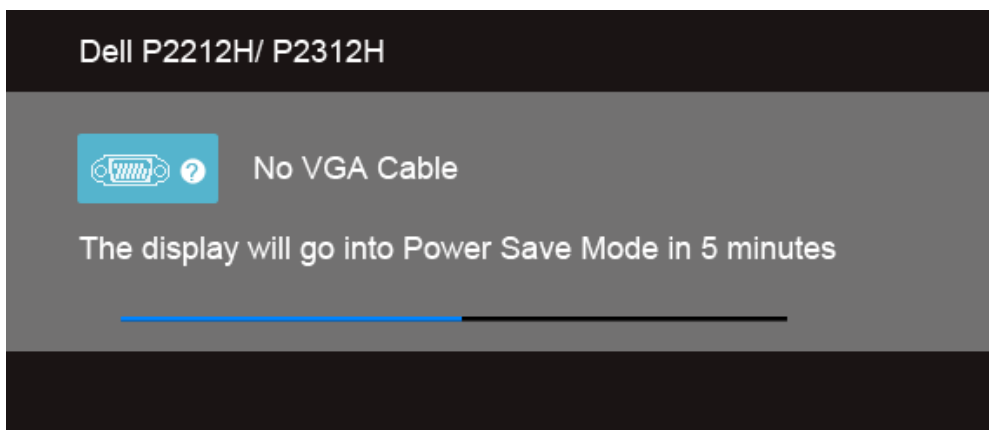 Dell P2212H/ P2312H
No VGA Cable
The display will go into Power Save Mode in 5 minutes